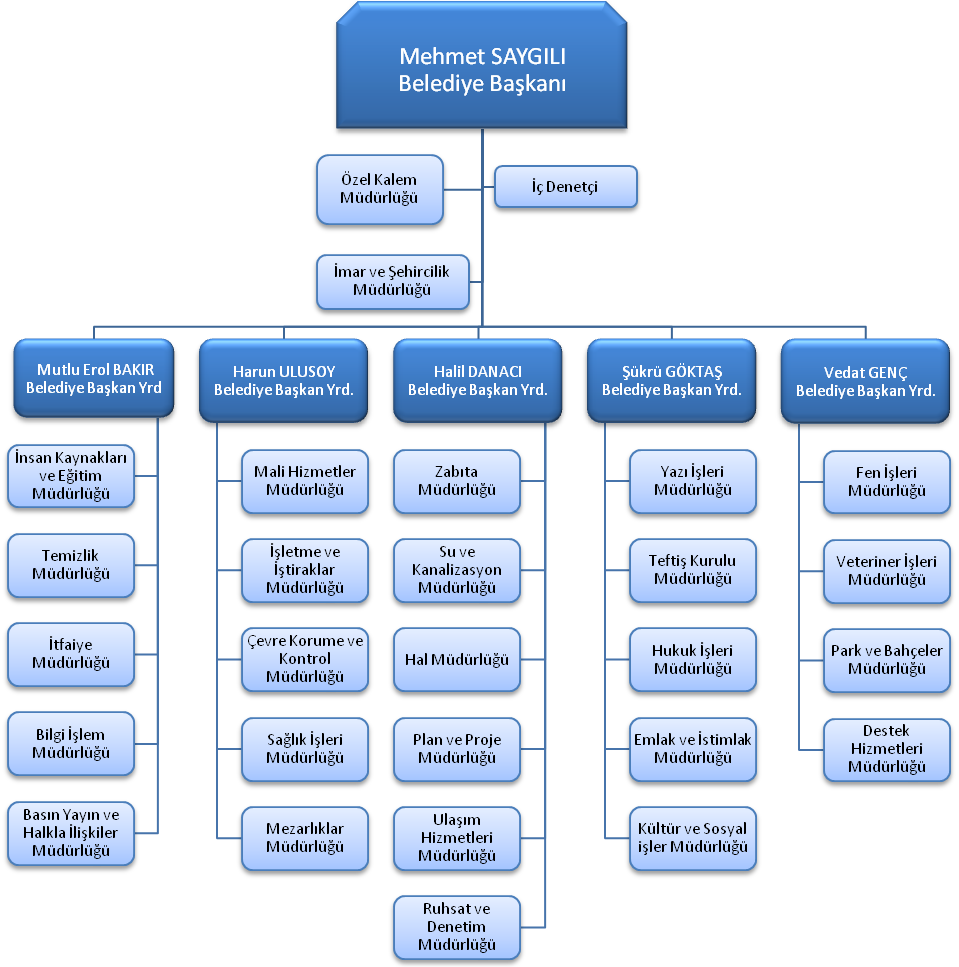 Mehmet SAYGILI
Belediye Başkanı
Özel Kalem
Müdürlüğü
İç Denetçi
İmar ve Şehircilik
Müdürlüğü
Mutlu Erol BAKIR
Belediye Başkan Yrd
İnsan Kaynakları
ve Eğitim
Müdürlüğü
Temizlik
Müdürlüğü
İtfaiye
Müdürlüğü
Bilgi İşlem
Müdürlüğü
Basın Yayın ve
Halkla İlişkiler
Müdürlüğü
Harun ULUSOY
Belediye Başkan Yrd.
Mali Hizmetler
Müdürlüğü
İşletme ve
İştiraklar
Müdürlüğü
Çevre Korume ve
Kontrol
Müdürlüğü
Sağlık İşleri
Müdürlüğü
Mezarlıklar
Müdürlüğü
Halil DANACI
Belediye Başkan Yrd.
Zabıta
Müdürlüğü
Su ve
Kanalizasyon
Müdürlüğü
Hal Müdürlüğü
Plan ve Proje
Müdürlüğü
Ulaşım
Hizmetleri
Müdürlüğü
Ruhsat ve
Denetim
Müdürlüğü
Şükrü GÖKTAŞ
Belediye Başkan Yrd.
Yazı İşleri
Müdürlüğü
Teftiş Kurulu
Müdürlüğü
Hukuk İşleri
Müdürlüğü
Emlak ve İstimlak
Müdürlüğü
Kültür ve Sosyal
işler Müdürlüğü
Vedat GENÇ
Belediye Başkan Yrd.
Fen İşleri
Müdürlüğü
Veteriner İşleri
Müdürlüğü
Park ve Bahçeler
Müdürlüğü
Destek
Hizmetleri
Müdürlüğü